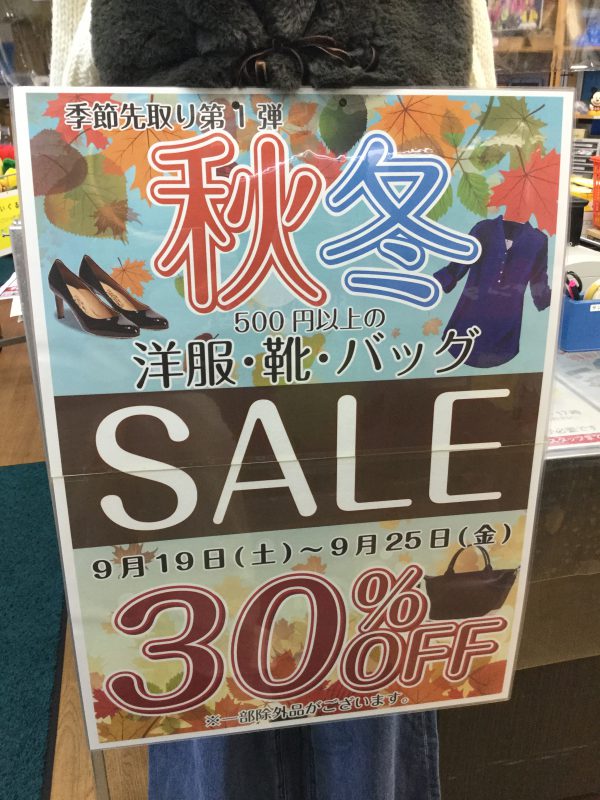 季節先取り第1弾
秋冬
500円以上の
洋服・靴・バッグ
SALE
9月19日(土)～9月25日(金)
30%OFF
※一部除外品がございます。